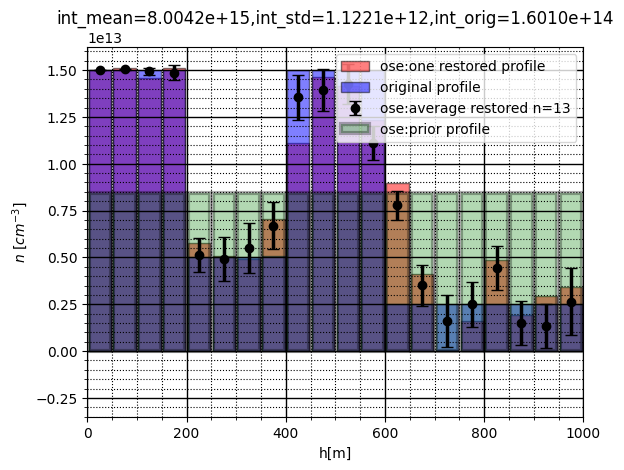 int_mean=8.0042e+15,int_std=1.1221e+12,int_orig=1.6010e+14
1e13
ose:one restored profile
original profile
ose:average restored n=13
ose:prior profile
1.50
1.25
1.00
0.75
0.50
0.25
0.00
−0.25
n [cm⁻³]
0 200 400 600 800 1000
h[m]